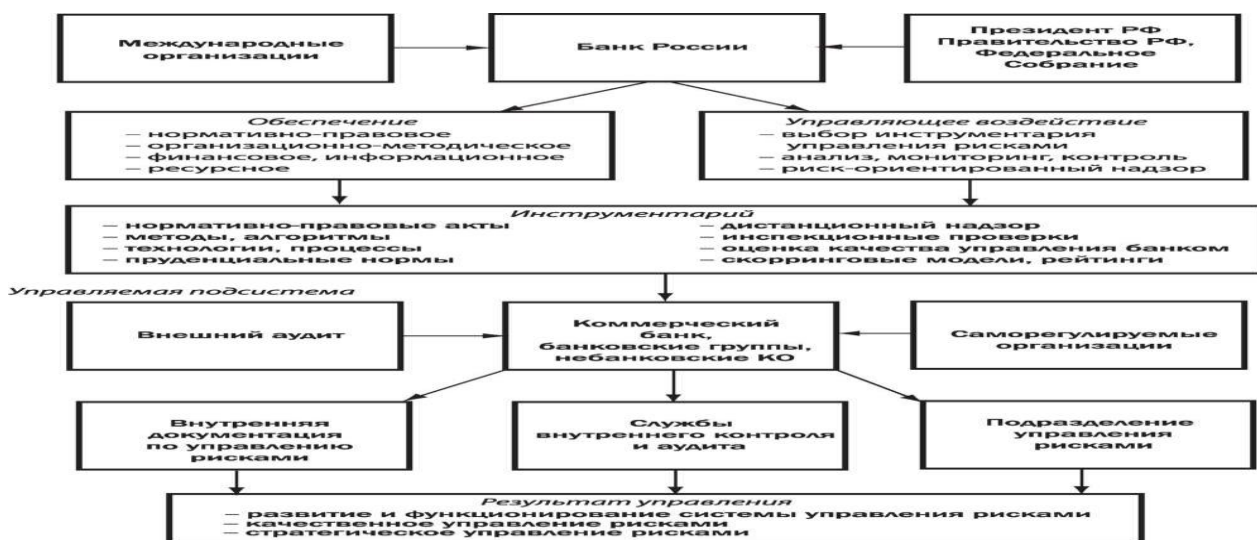 Международные
организации
Банк России
Президент РФ
Правительство РФ,
Федеральное
Собрание
Обеспечение
– нормативно-правовое
– организационно-методическое
– финансовое, информационное
– ресурсное
Управляющее воздействие
– выбор инструментария
управления рисками
– анализ, мониторинг, контроль
– риск-ориентированный надзор
Инструментарий
– нормативно-правовые акты
– методы, алгоритмы
– технологии, процессы
– пруденциальные нормы
– дистанционный надзор
– инспекционные проверки
– оценка качества управления банком
– скорринговые модели, рейтинги
Управляемая подсистема
Внешний аудит
Коммерческий
банк,
банковские группы,
небанковские КО
Саморегулируемые
организации
Внутренняя
документация
по управлению
рисками
Службы
внутреннего контроля
и аудита
Подразделение
управления
рисками
Результат управления
– развитие и функционирование системы управления рисками
– качественное управление рисками
– стратегическое управление рисками